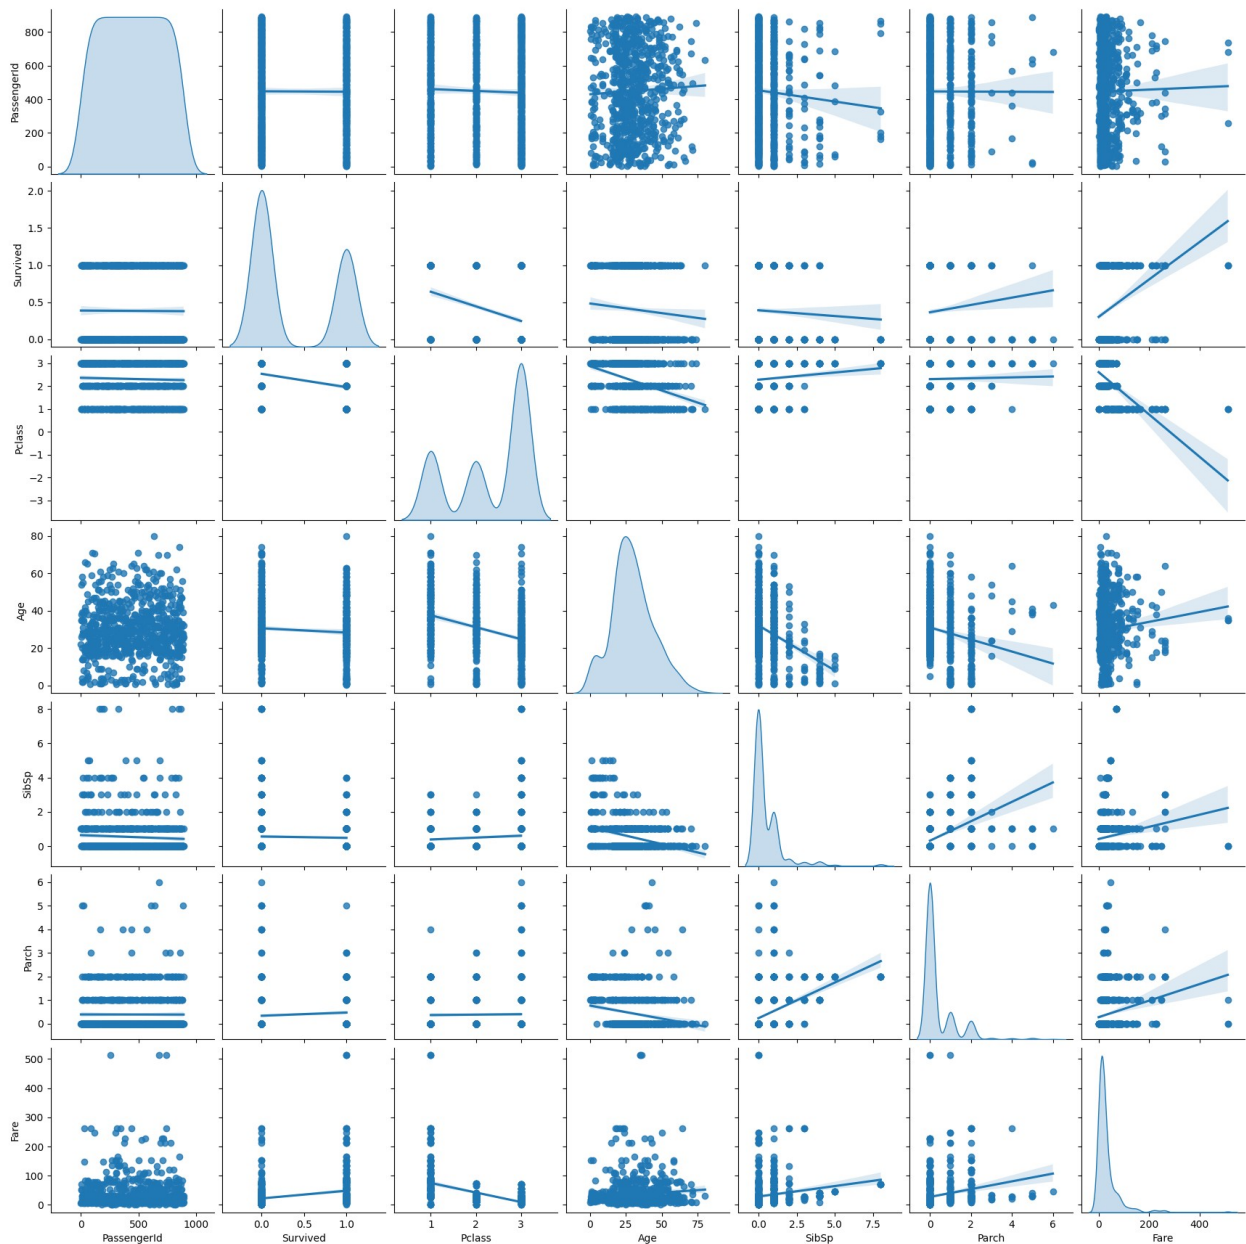 800
600
400
200
0
PassengerId
2.0
1.5
1.0
0.5
0.0
Survived
3
2
1
0
−1
−2
−3
Pclass
80
60
40
20
0
Age
8
6
4
2
0
SibSp
6
5
4
3
2
1
0
Parch
500
400
300
200
100
0
Fare
0 500 1000
0.0 1.0
1 2 3
0 25 50 75
0.0 2.5 5.0 7.5
0 2 4 6
0 200 400
PassengerId Survived Pclass Age SibSp Parch Fare